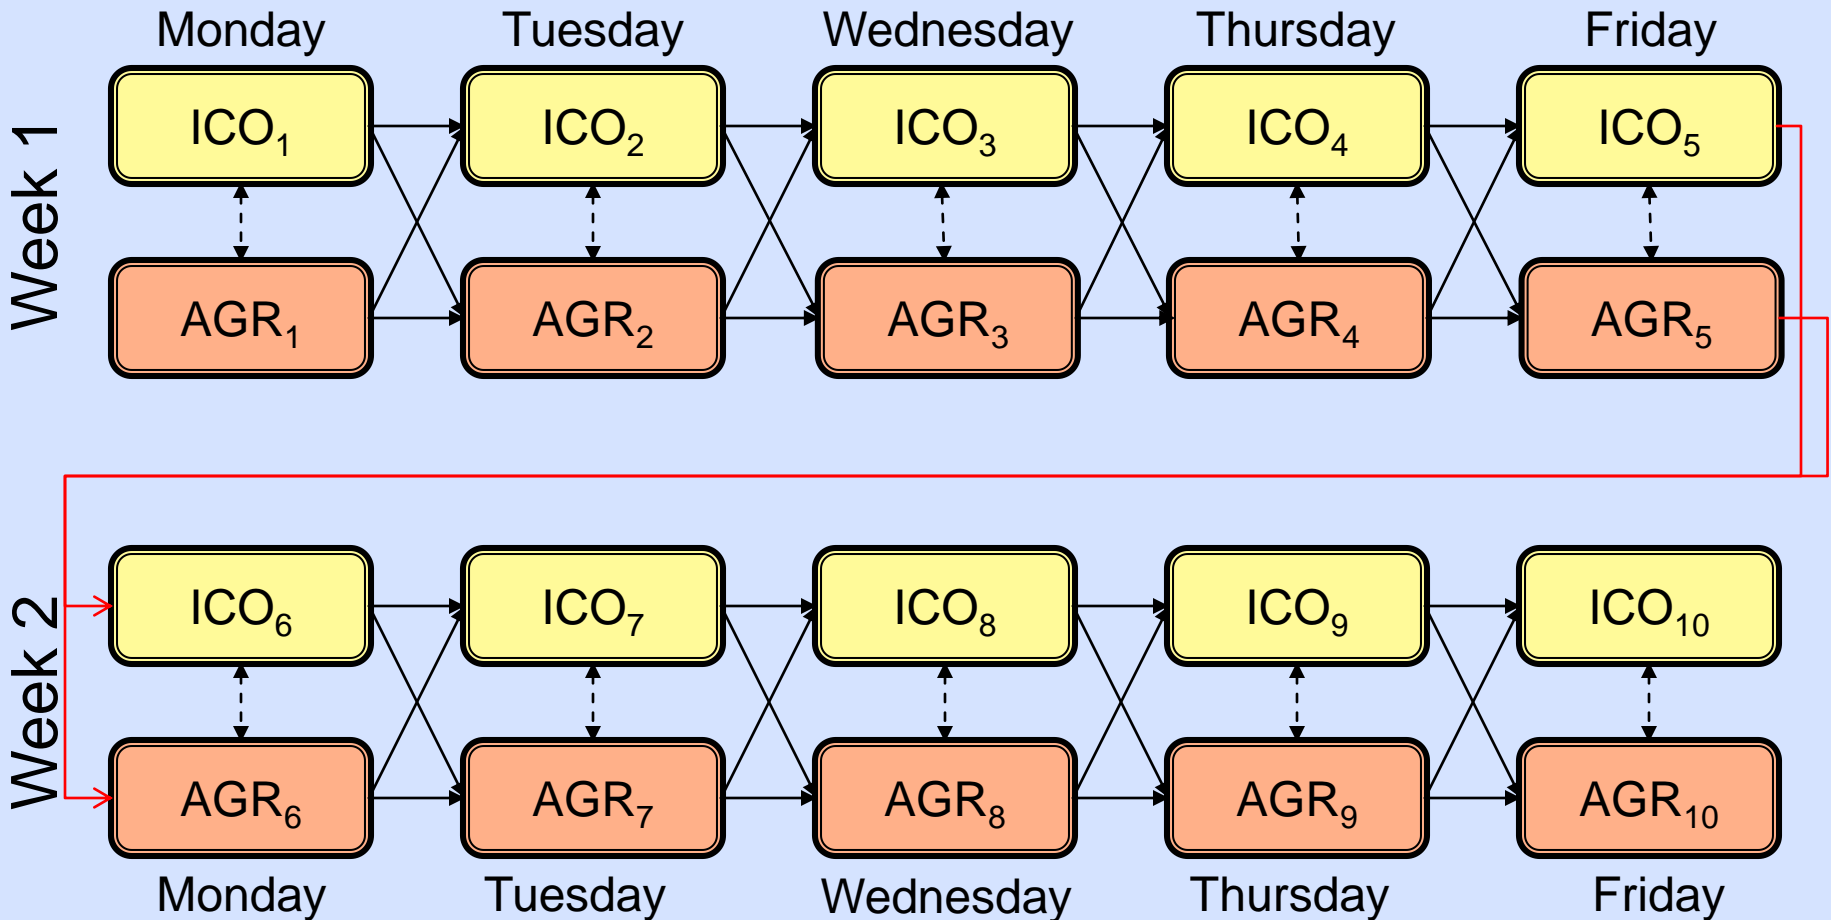 Monday Tuesday Wednesday Thursday Friday
Week 1
ICO₁ ICO₂ ICO₃ ICO₄ ICO₅
AGR₁ AGR₂ AGR₃ AGR₄ AGR₅
Week 2
ICO₆ ICO₇ ICO₈ ICO₉ ICO₁₀
AGR₆ AGR₇ AGR₈ AGR₉ AGR₁₀
Monday Tuesday Wednesday Thursday Friday